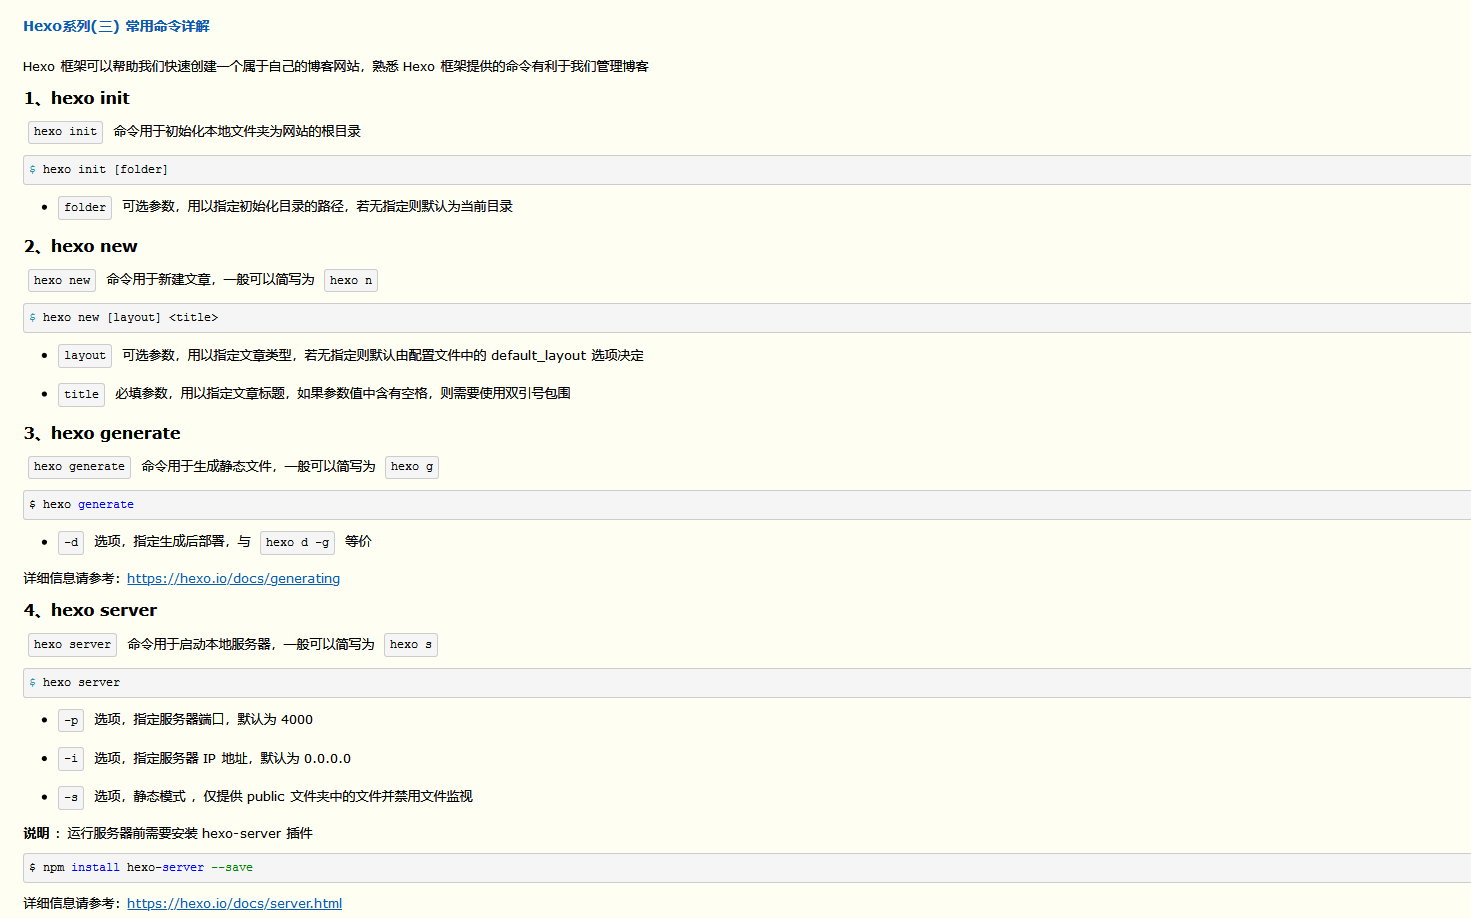 Hexo系列(三) 常用命令详解
Hexo 框架可以帮助我们快速创建一个属于自己的博客网站，熟悉 Hexo 框架提供的命令有利于我们管理博客
1、hexo init
hexo init 命令用于初始化本地文件夹为网站的根目录
$ hexo init [folder]
folder 可选参数，用以指定初始化目录的路径，若无指定则默认为当前目录
2、hexo new
hexo new 命令用于新建文章，一般可以简写为 hexo n
$ hexo new [layout] <title>
layout 可选参数，用以指定文章类型，若无指定则默认由配置文件中的 default_layout 选项决定
title 必填参数，用以指定文章标题，如果参数值中含有空格，则需要使用双引号包围
3、hexo generate
hexo generate 命令用于生成静态文件，一般可以简写为 hexo g
$ hexo generate
-d 选项，指定生成后部署，与 hexo d -g 等价
详细信息请参考：https://hexo.io/docs/generating
4、hexo server
hexo server 命令用于启动本地服务器，一般可以简写为 hexo s
$ hexo server
-p 选项，指定服务器端口，默认为 4000
-i 选项，指定服务器 IP 地址，默认为 0.0.0.0
-s 选项，静态模式 ，仅提供 public 文件夹中的文件并禁用文件监视
说明 ：运行服务器前需要安装 hexo-server 插件
$ npm install hexo-server --save
详细信息请参考：https://hexo.io/docs/server.html